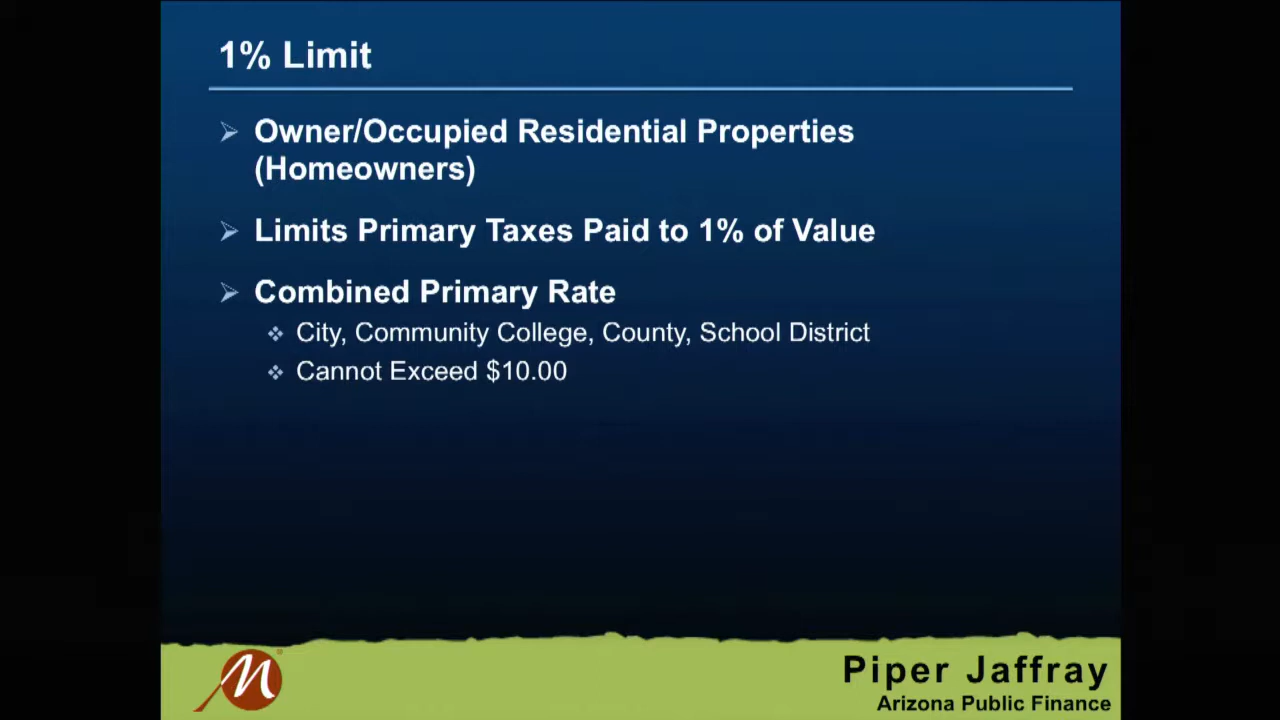 1% Limit
Owner/Occupied Residential Properties
(Homeowners)
Limits Primary Taxes Paid to 1% of Value
Combined Primary Rate
City, Community College, County, School District
Cannot Exceed $10.00
M
Piper Jaffray
Arizona Public Finance